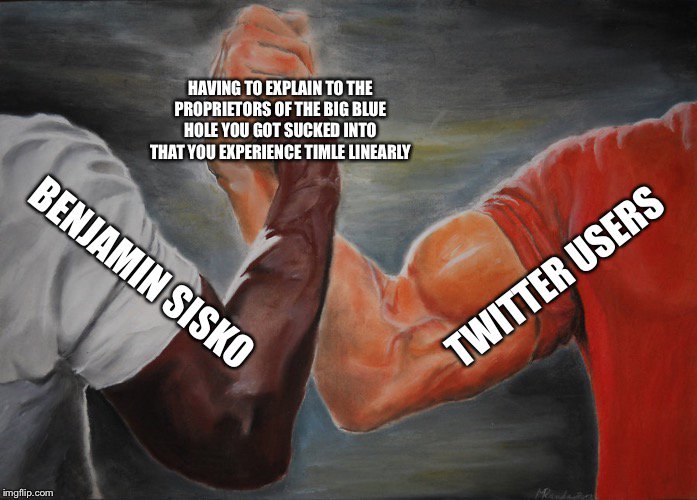 HAVING TO EXPLAIN TO THE
PROPRIETORS OF THE BIG BLUE
HOLE YOU GOT SUCKED INTO
THAT YOU EXPERIENCE TIMLE LINEARLY
BENJAMIN SISKO
TWITTER USERS
imgflip.com